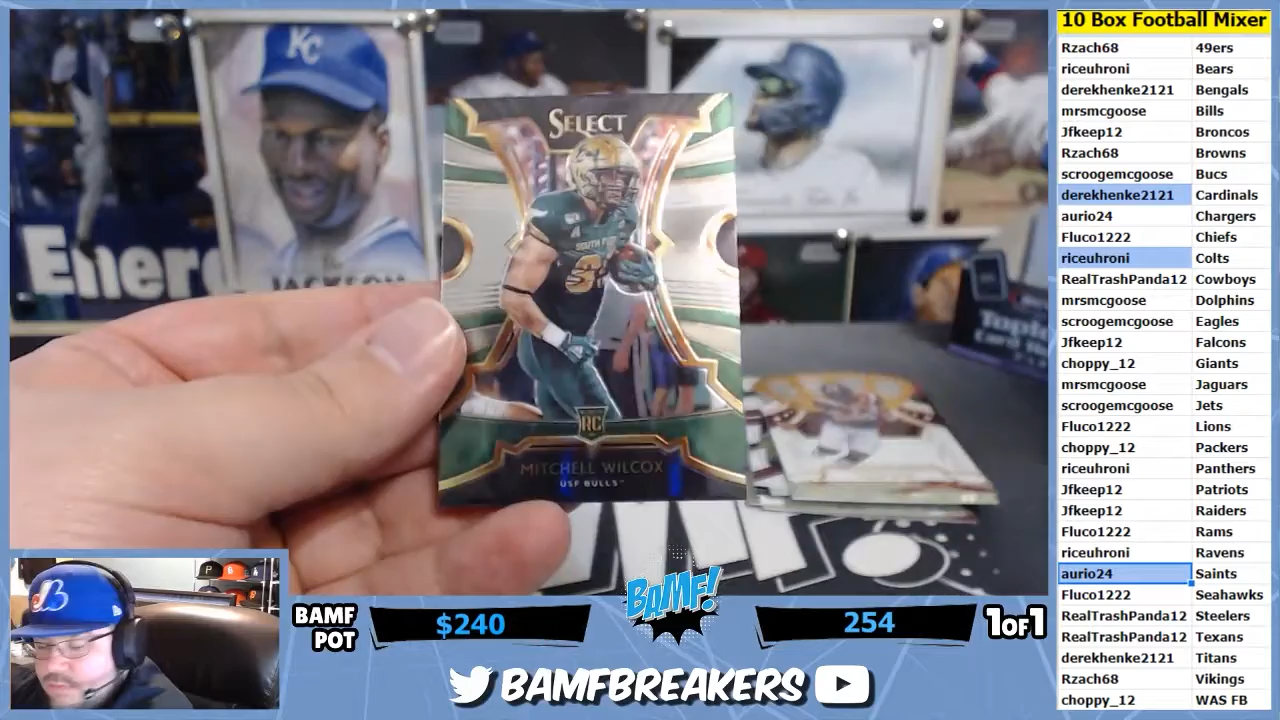 10 Box Football Mixer
Rzach68 49ers
riceuhroni Bears
derekhenke2121 Bengals
mrsmcgoose Bills
Jfkeep12 Broncos
Rzach68 Browns
scroogemcgoose Bucs
derekhenke2121 Cardinals
aurio24 Chargers
Fluco1222 Chiefs
riceuhroni Colts
RealTrashPanda12 Cowboys
mrsmcgoose Dolphins
scroogemcgoose Eagles
Jfkeep12 Falcons
choppy_12 Giants
mrsmcgoose Jaguars
scroogemcgoose Jets
Fluco1222 Lions
choppy_12 Packers
riceuhroni Panthers
Jfkeep12 Patriots
Jfkeep12 Raiders
Fluco1222 Rams
riceuhroni Ravens
aurio24 Saints
Fluco1222 Seahawks
RealTrashPanda12 Steelers
RealTrashPanda12 Texans
derekhenke2121 Titans
Rzach68 Vikings
choppy_12 WAS FB
KC
Ener
JACKSON
SELECT
SOUTH
RC
MITCHELL WILCOX
USF BULLS™
BAMF
POT
$240
BAMF!
254
1OF1
BAMFBREAKERS